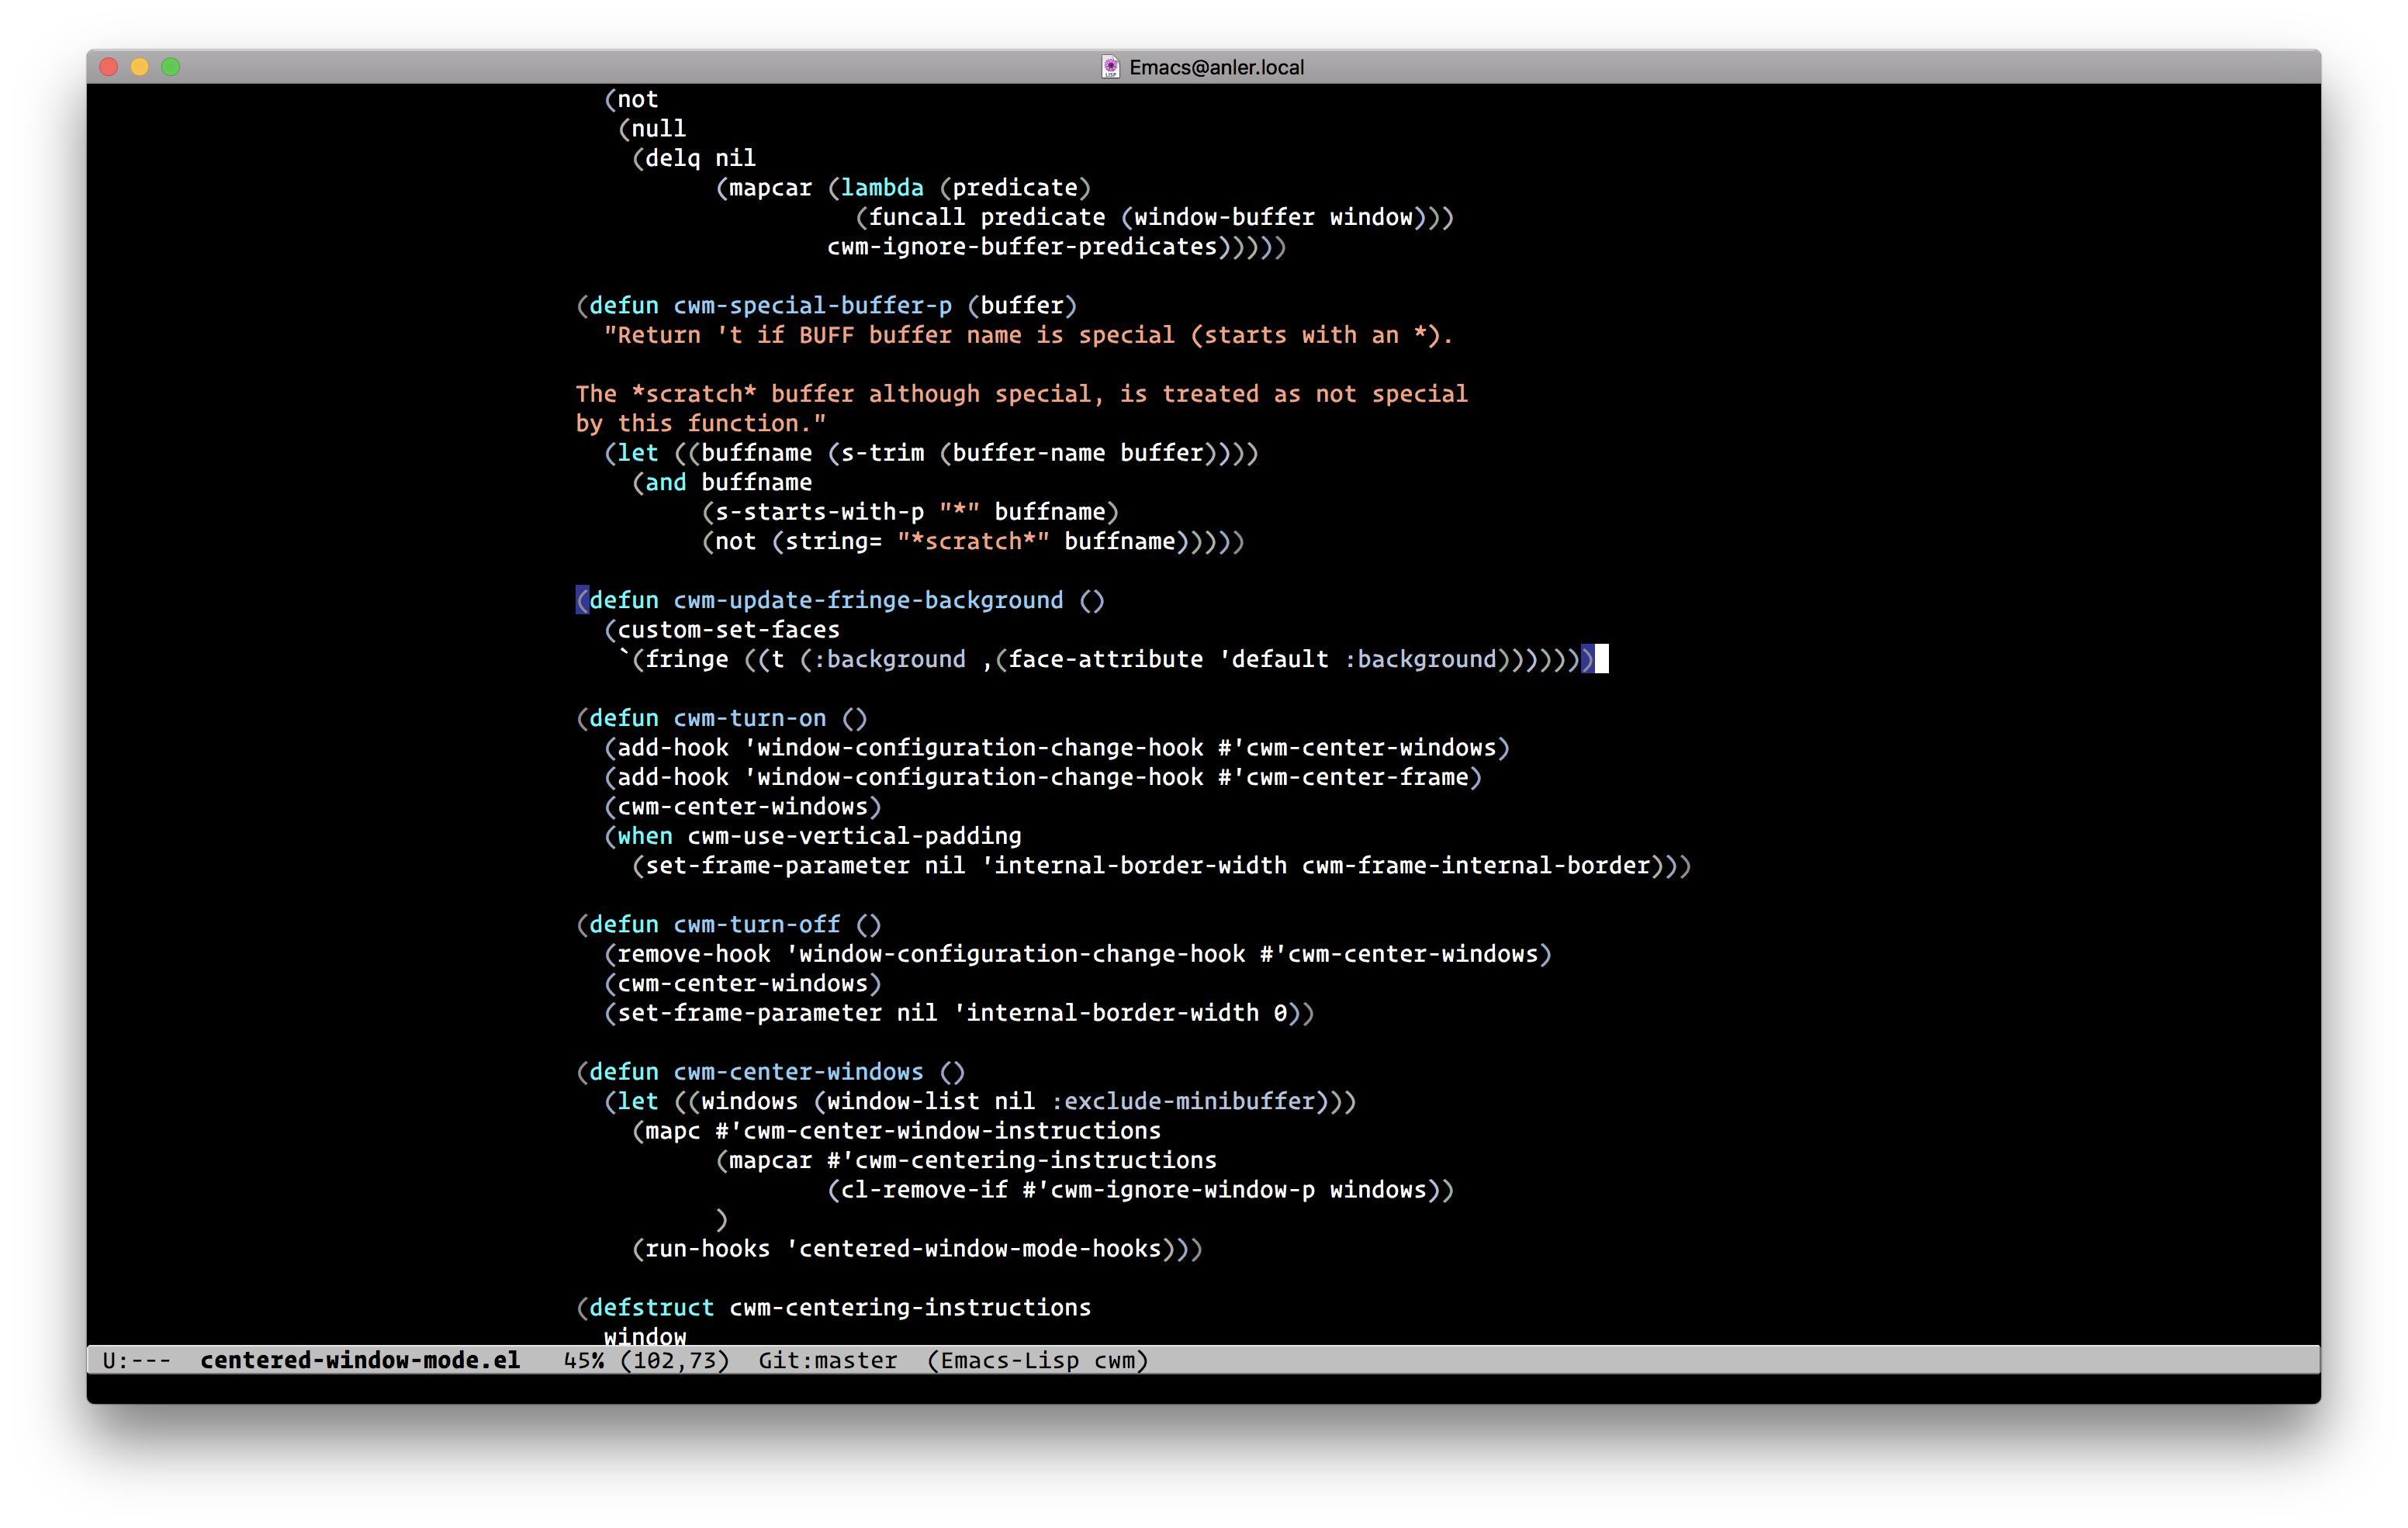 Emacs@anler.local
(not
(null
(delq nil
(mapcar (lambda (predicate)
(funcall predicate (window-buffer window)))
cwm-ignore-buffer-predicates)))))
(defun cwm-special-buffer-p (buffer)
"Return 't if BUFF buffer name is special (starts with an *).
The *scratch* buffer although special, is treated as not special
by this function."
(let ((buffname (s-trim (buffer-name buffer))))
(and buffname
(s-starts-with-p "*" buffname)
(not (string= "*scratch*" buffname)))))
(defun cwm-update-fringe-background ()
(custom-set-faces
`(fringe ((t (:background ,(face-attribute 'default :background)))))))
(defun cwm-turn-on ()
(add-hook 'window-configuration-change-hook #'cwm-center-windows)
(add-hook 'window-configuration-change-hook #'cwm-center-frame)
(cwm-center-windows)
(when cwm-use-vertical-padding
(set-frame-parameter nil 'internal-border-width cwm-frame-internal-border)))
(defun cwm-turn-off ()
(remove-hook 'window-configuration-change-hook #'cwm-center-windows)
(cwm-center-windows)
(set-frame-parameter nil 'internal-border-width 0))
(defun cwm-center-windows ()
(let ((windows (window-list nil :exclude-minibuffer)))
(mapc #'cwm-center-window-instructions
(mapcar #'cwm-centering-instructions
(cl-remove-if #'cwm-ignore-window-p windows))
)
(run-hooks 'centered-window-mode-hooks)))
(defstruct cwm-centering-instructions
window
U:--- centered-window-mode.el 45% (102,73) Git:master (Emacs-Lisp cwm)